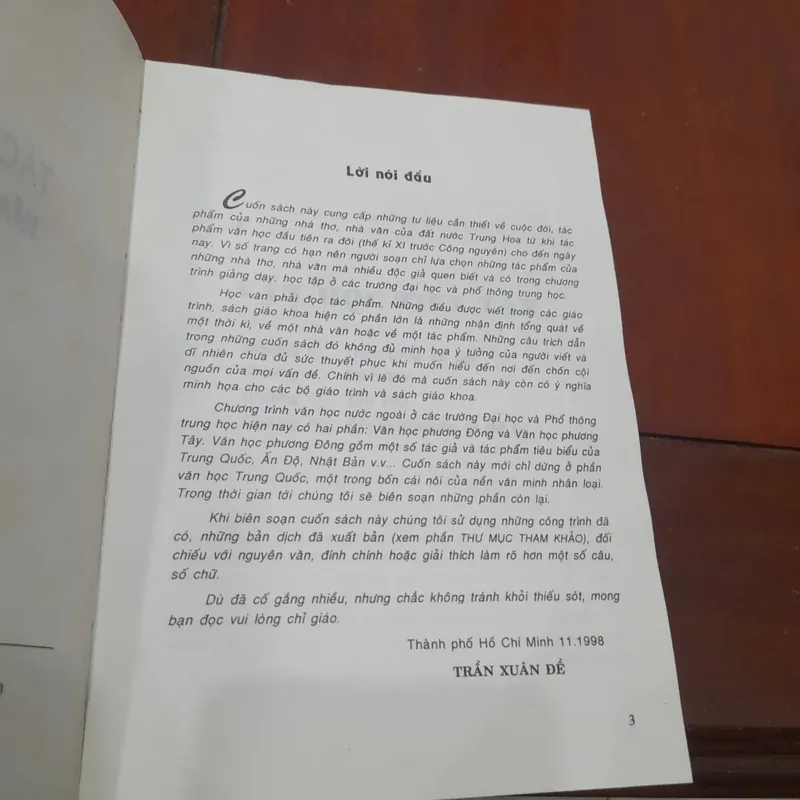 Lời nói đầu
Cuốn sách này cung cấp những tư liệu cần thiết về cuộc đời, tác
phẩm của những nhà thơ, nhà văn của đất nước Trung Hoa từ khi tác
phẩm văn học đầu tiên ra đời (thế kỉ XI trước Công nguyên) cho đến ngày
nay. Vì số trang có hạn nên người soạn chỉ lựa chọn những tác phẩm của
những nhà thơ, nhà văn mà nhiều độc giả quen biết và có trong chương
trình giảng dạy, học tập ở các trường đại học và phổ thông trung học.
Học văn phải đọc tác phẩm. Những điều được viết trong các giáo
trình, sách giáo khoa hiện có phần lớn là những nhận định tổng quát về
một thời kì, về một nhà văn hoặc về một tác phẩm. Những câu trích dẫn
trong những cuốn sách đó không đủ minh họa ý tưởng của người viết và
dĩ nhiên chưa đủ sức thuyết phục khi muốn hiểu đến nơi đến chốn cội
nguồn của mọi vấn đề. Chính vì lẽ đó mà cuốn sách này còn có ý nghĩa
minh họa cho các bộ giáo trình và sách giáo khoa.
Chương trình văn học nước ngoài ở các trường Đại học và Phổ thông
trung học hiện nay có hai phần: Văn học phương Đông và Văn học phương
Tây. Văn học phương Đông gồm một số tác giả và tác phẩm tiêu biểu của
Trung Quốc, Ấn Độ, Nhật Bản v.v... Cuốn sách này mới chỉ dừng ở phần
văn học Trung Quốc, một trong bốn cái nôi của nền văn minh nhân loại.
Trong thời gian tới chúng tôi sẽ biên soạn những phần còn lại.
Khi biên soạn cuốn sách này chúng tôi sử dụng những công trình đã
có, những bản dịch đã xuất bản (xem phần THƯ MỤC THAM KHẢO), đối
chiếu với nguyên văn, đính chính hoặc giải thích làm rõ hơn một số câu,
số chữ.
Dù đã cố gắng nhiều, nhưng chắc không tránh khỏi thiếu sót, mong
bạn đọc vui lòng chỉ giáo.
Thành phố Hồ Chí Minh 11.1998
TRẦN XUÂN ĐỀ
3